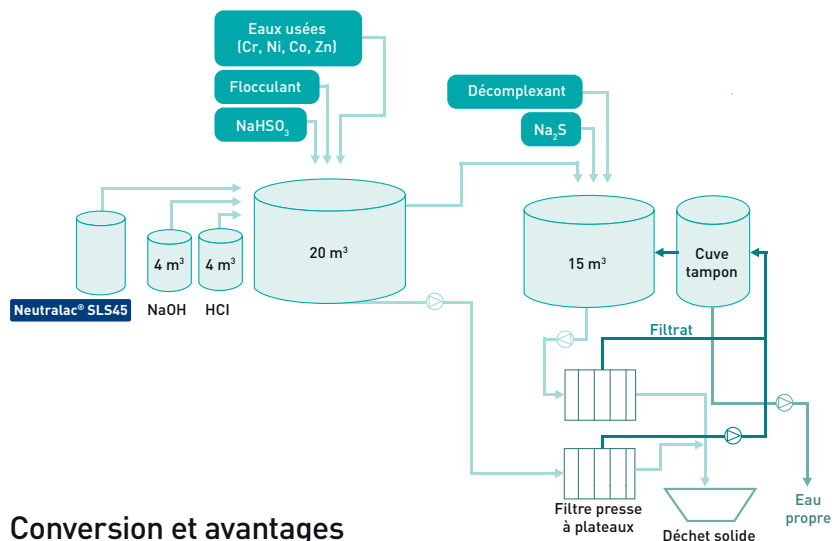 Eaux usées
(Cr, Ni, Co, Zn)
Flocculant
NaHSO₃
Décomplexant
Na₂S
20 m³
4 m³
4 m³
15 m³
Cuve
tampon
Neutralac® SLS45
NaOH
HCl
Filtrat
Filtre presse
à plateaux
Déchet solide
Eau
propre
Conversion et avantages